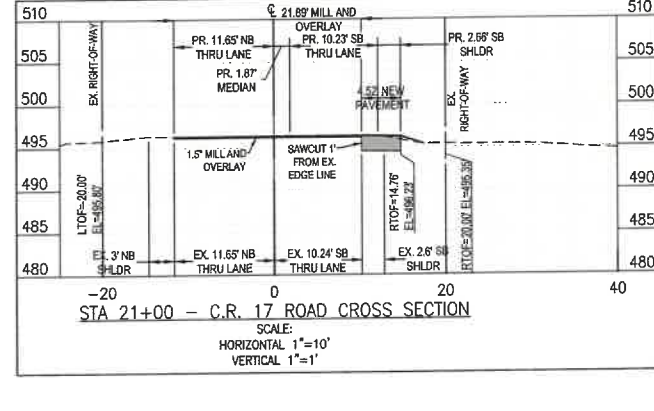 510
℄ 21.89' MILL AND
OVERLAY
510
PR. 11.65' NB
THRU LANE
PR. 10.23' SB
THRU LANE
PR. 2.66' SB
SHLDR
505
505
EX. RIGHT-OF-WAY
PR. 1.87'
MEDIAN
4.52' NEW
PAVEMENT
EX.
RIGHT-OF-WAY
500
500
495
495
1.5" MILL AND
OVERLAY
SAWCUT 1'
FROM EX.
EDGE LINE
490
490
LTOF=-20.00'
EL=495.80'
RTOF=14.76'
EL=496.23'
RTOF=20.00' EL=495.35'
485
485
EX. 3' NB
SHLDR
EX. 11.65' NB
THRU LANE
EX. 10.24' SB
THRU LANE
EX. 2.6' SB
SHLDR
480
480
-20
0
20
40
STA 21+00 - C.R. 17 ROAD CROSS SECTION
SCALE:
HORIZONTAL 1"=10'
VERTICAL 1"=1'